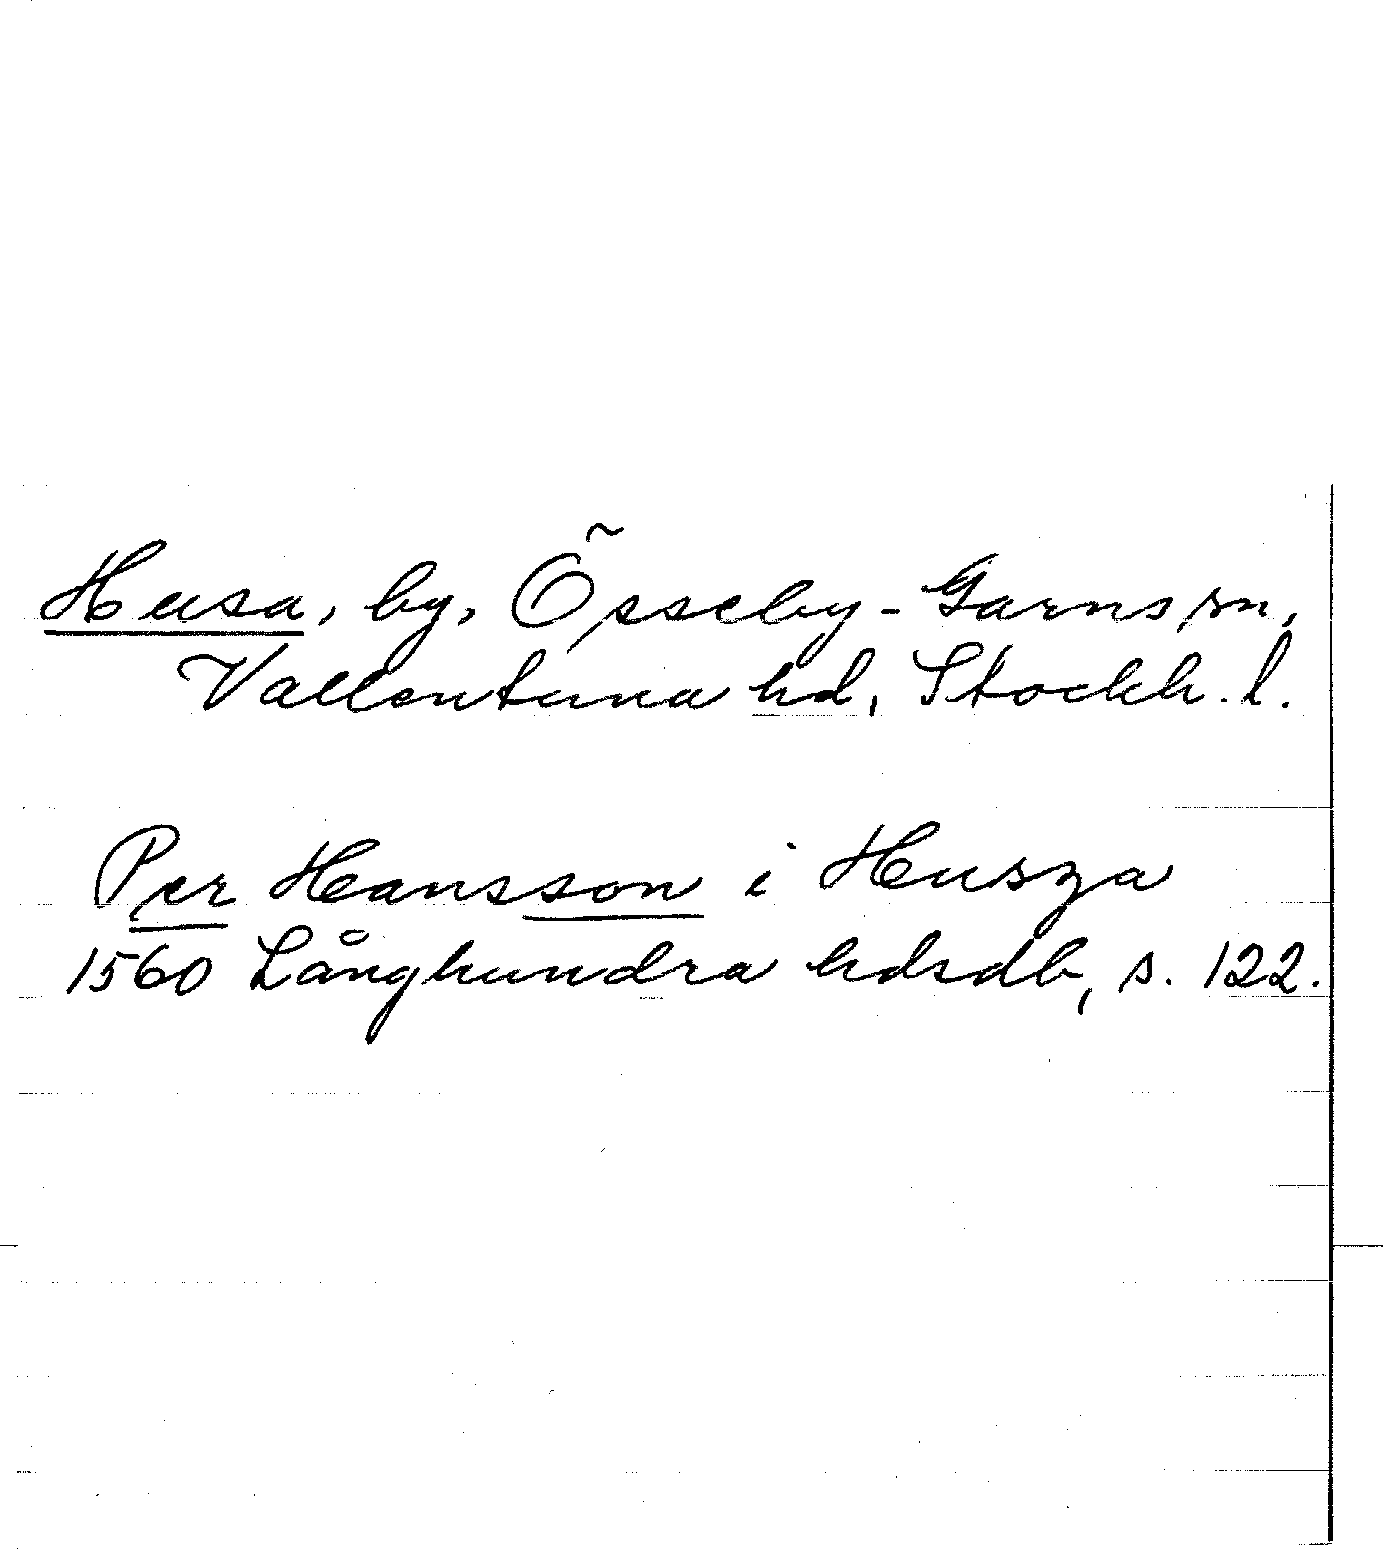 Husa, by, Össeby-Garns sn,
Vallentuna hd, Stockh. l.
Per Hansson i Husza
1560 Långhundra hdsdb, s. 122.